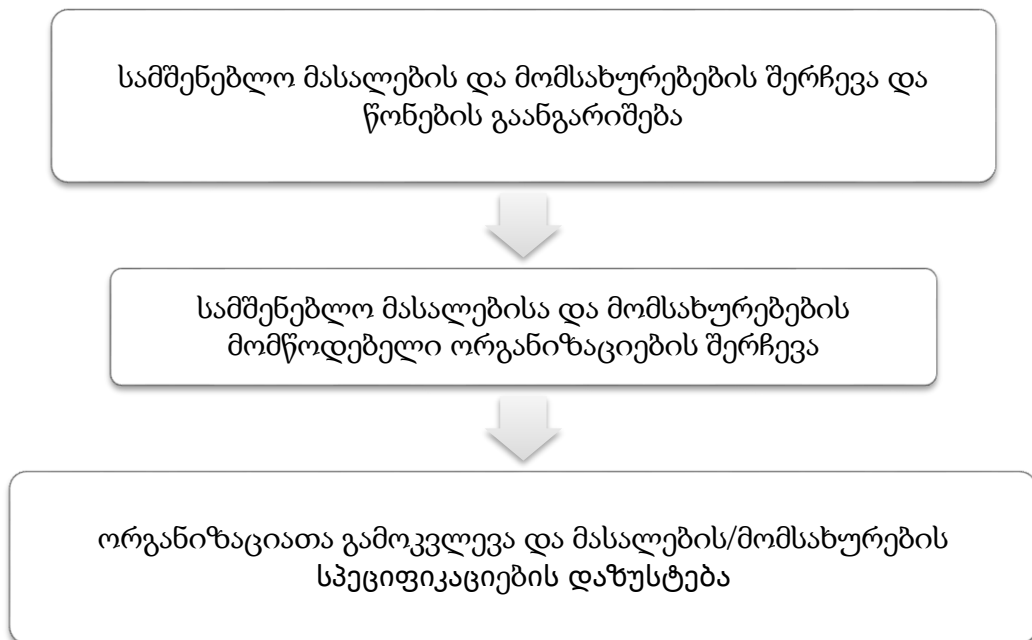 სამშენებლო მასალების და მომსახურებების შერჩევა და
წონების გაანგარიშება
სამშენებლო მასალებისა და მომსახურებების
მომწოდებელი ორგანიზაციების შერჩევა
ორგანიზაციათა გამოკვლევა და მასალების/მომსახურების
სპეციფიკაციების დაზუსტება